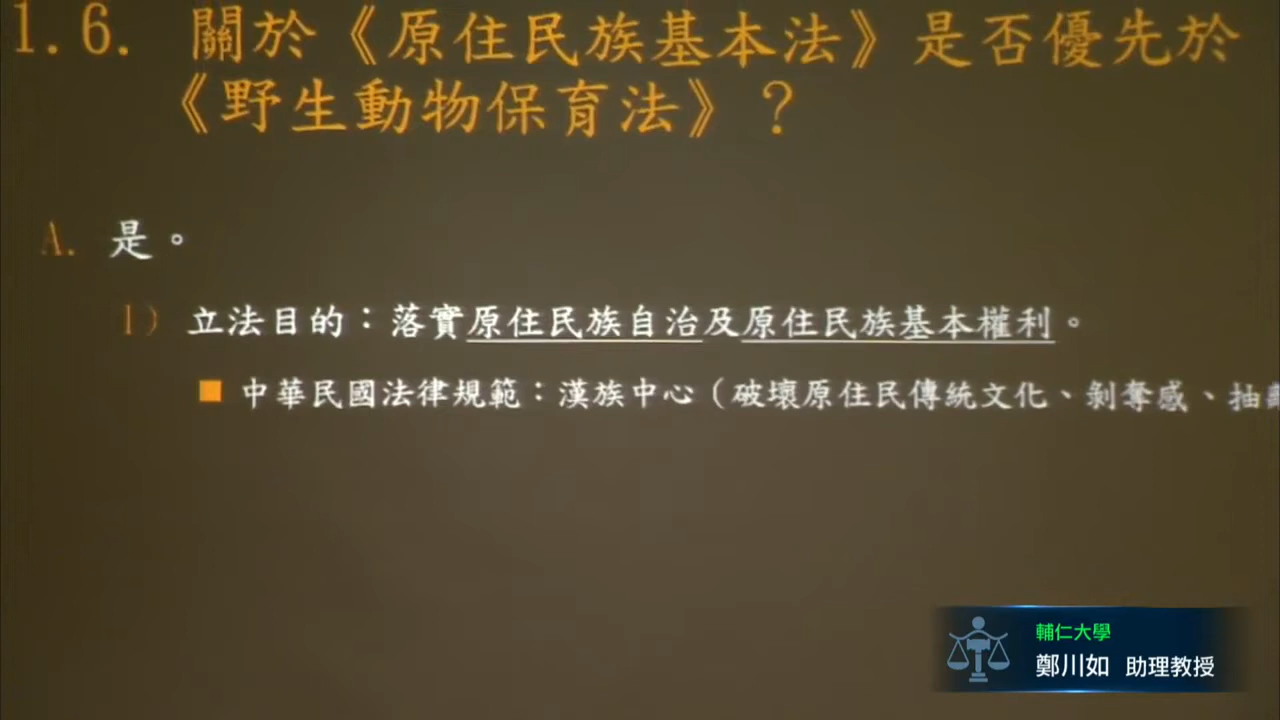 1.6. 關於《原住民族基本法》是否優先於
《野生動物保育法》？
A. 是。
1) 立法目的：落實原住民族自治及原住民族基本權利。
■ 中華民國法律規範：漢族中心（破壞原住民傳統文化、剝奪感、抽
輔仁大學
鄭川如 助理教授